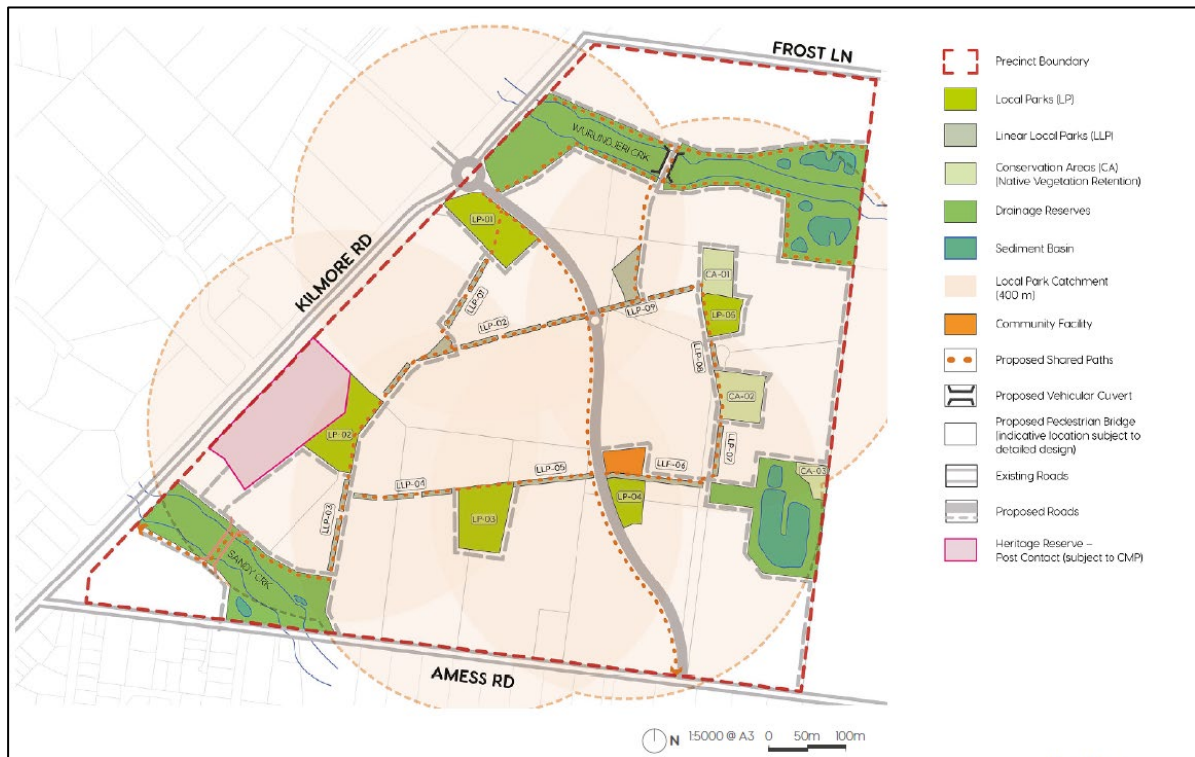 FROST LN
WURUNDJERI CRK
KILMORE RD
LP-01
CA-01
LP-05
LLP-02
LLP-09
LLP-08
CA-02
LP-02
LLP-07
CA-03
LLP-05
LLP-04
LP-03
LP-04
LLP-03
SANDY CRK
AMESS RD
N 1:5000 @ A3 0 50m 100m
Precinct Boundary
Local Parks (LP)
Linear Local Parks (LLP)
Conservation Areas (CA)
(Native Vegetation Retention)
Drainage Reserves
Sediment Basin
Local Park Catchment
(400 m)
Community Facility
Proposed Shared Paths
Proposed Vehicular Cuvert
Proposed Pedestrian Bridge
(indicative location subject to
detailed design)
Existing Roads
Proposed Roads
Heritage Reserve –
Post Contact (subject to CMP)